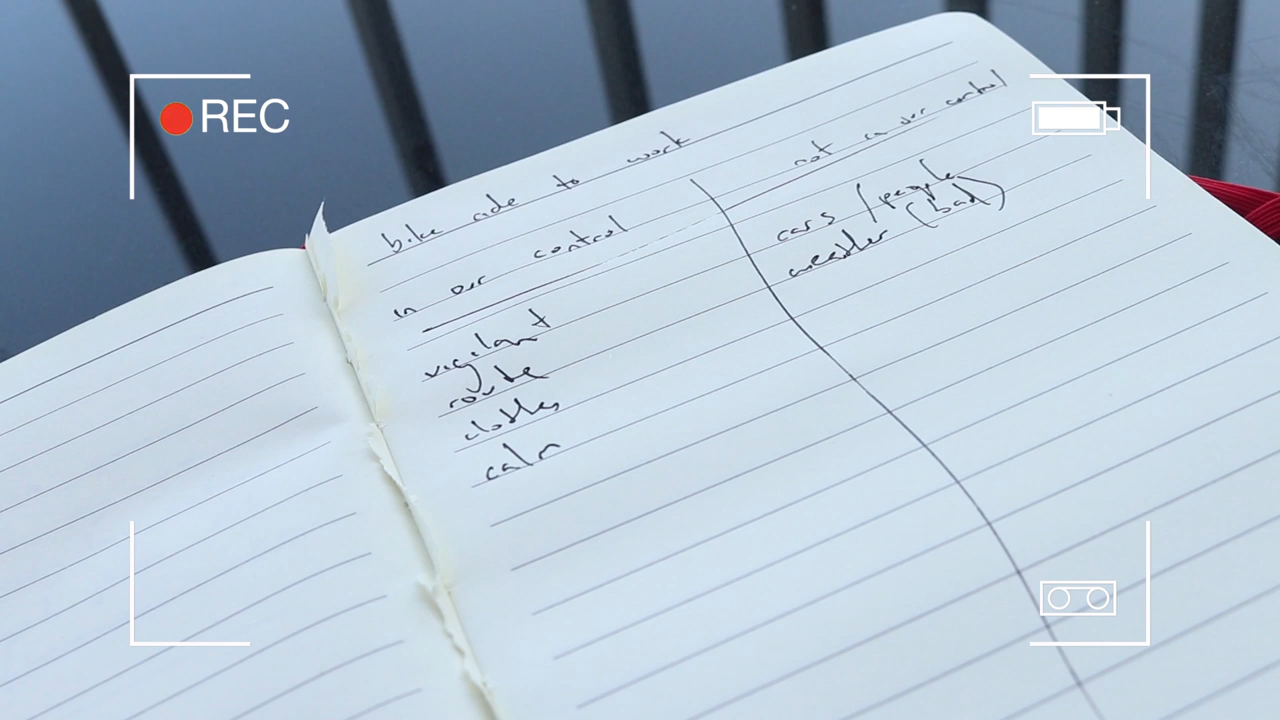 REC
bike ride to work
in our control
vigilant
route
clothes
calm
not in our control
cars / people
weather (bad)